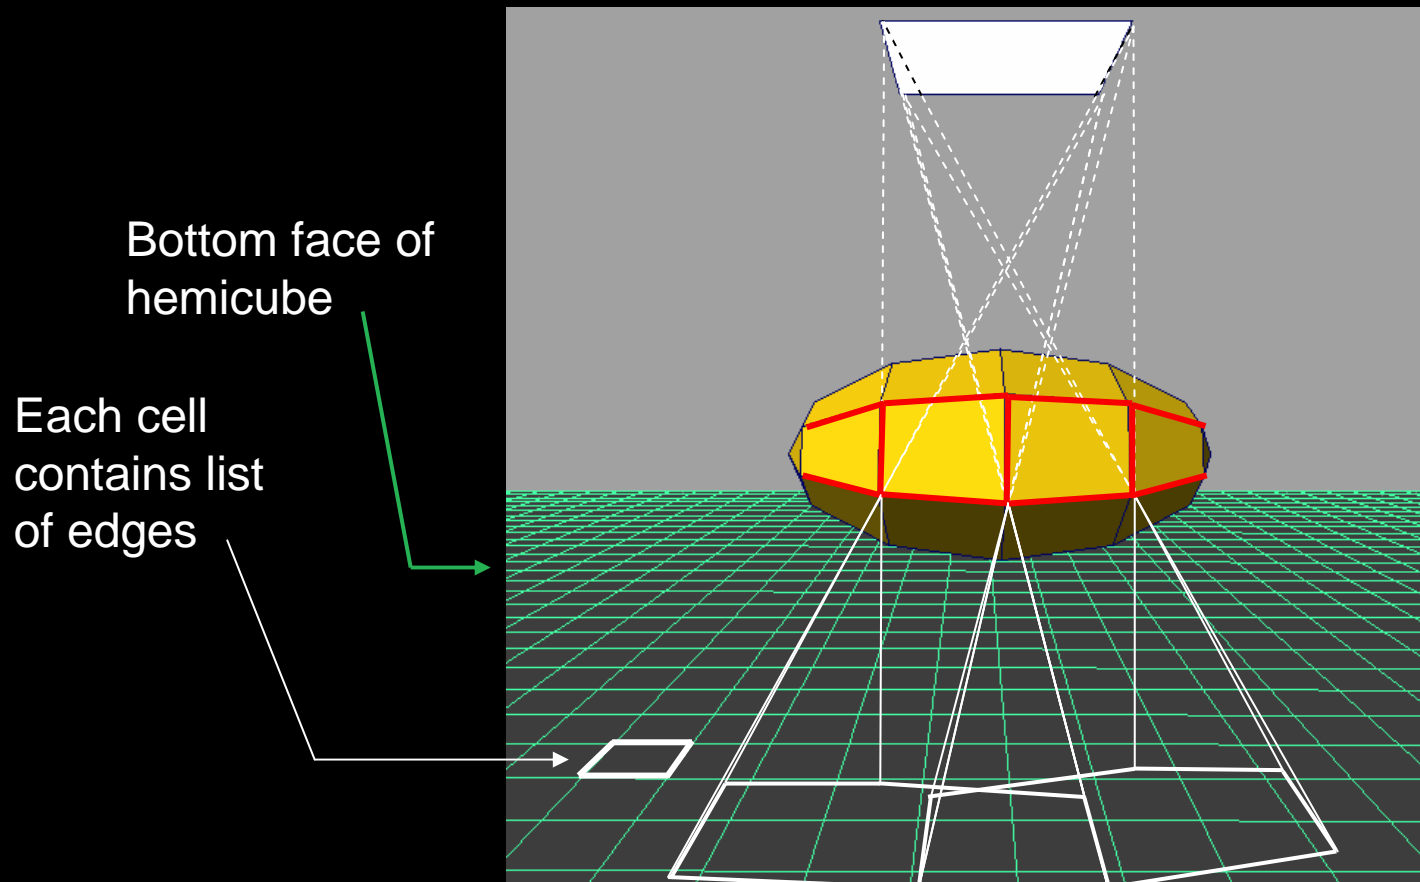 Bottom face of
hemicube
Each cell
contains list
of edges